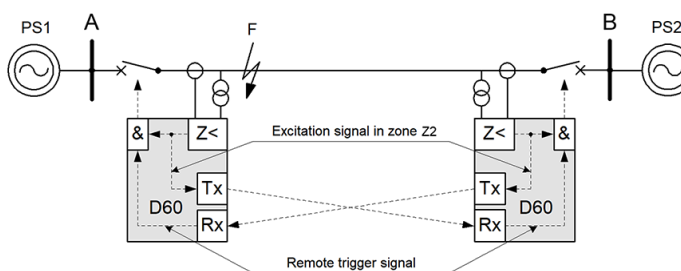 PS1
A
F
B
PS2
&
Z<
Excitation signal in zone Z2
Z<
&
Tx
Tx
D60
D60
Rx
Rx
Remote trigger signal